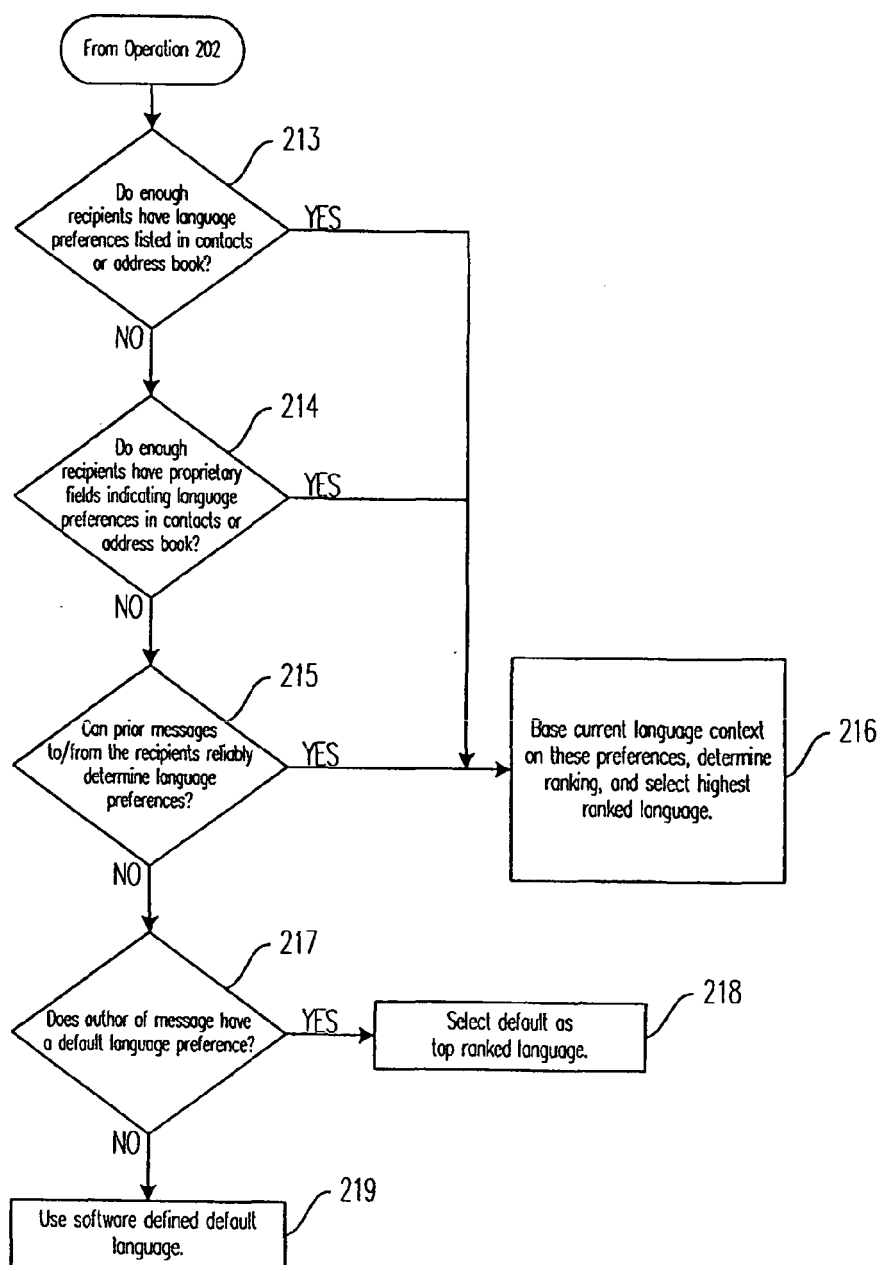 From Operation 202
213
Do enough
recipients have language
preferences listed in contacts
or address book?
YES
NO
214
Do enough
recipients have proprietary
fields indicating language
preferences in contacts or
address book?
YES
NO
215
Can prior messages
to/from the recipients reliably
determine language
preferences?
YES
NO
Base current language context
on these preferences, determine
ranking, and select highest
ranked language.
216
217
Does author of message have
a default language preference?
YES
NO
Select default as
top ranked language.
218
Use software defined default
language.
219